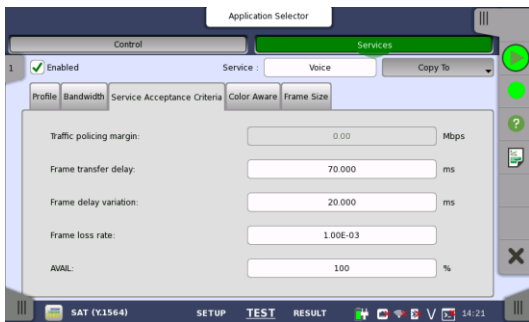 Application Selector
Control Services
1 Enabled Service : Voice Copy To
Profile Bandwidth Service Acceptance Criteria Color Aware Frame Size
Traffic policing margin: 0.00 Mbps
Frame transfer delay: 70.000 ms
Frame delay variation: 20.000 ms
Frame loss rate: 1.00E-03
AVAIL: 100 %
SAT (Y.1564) SETUP TEST RESULT 14:21